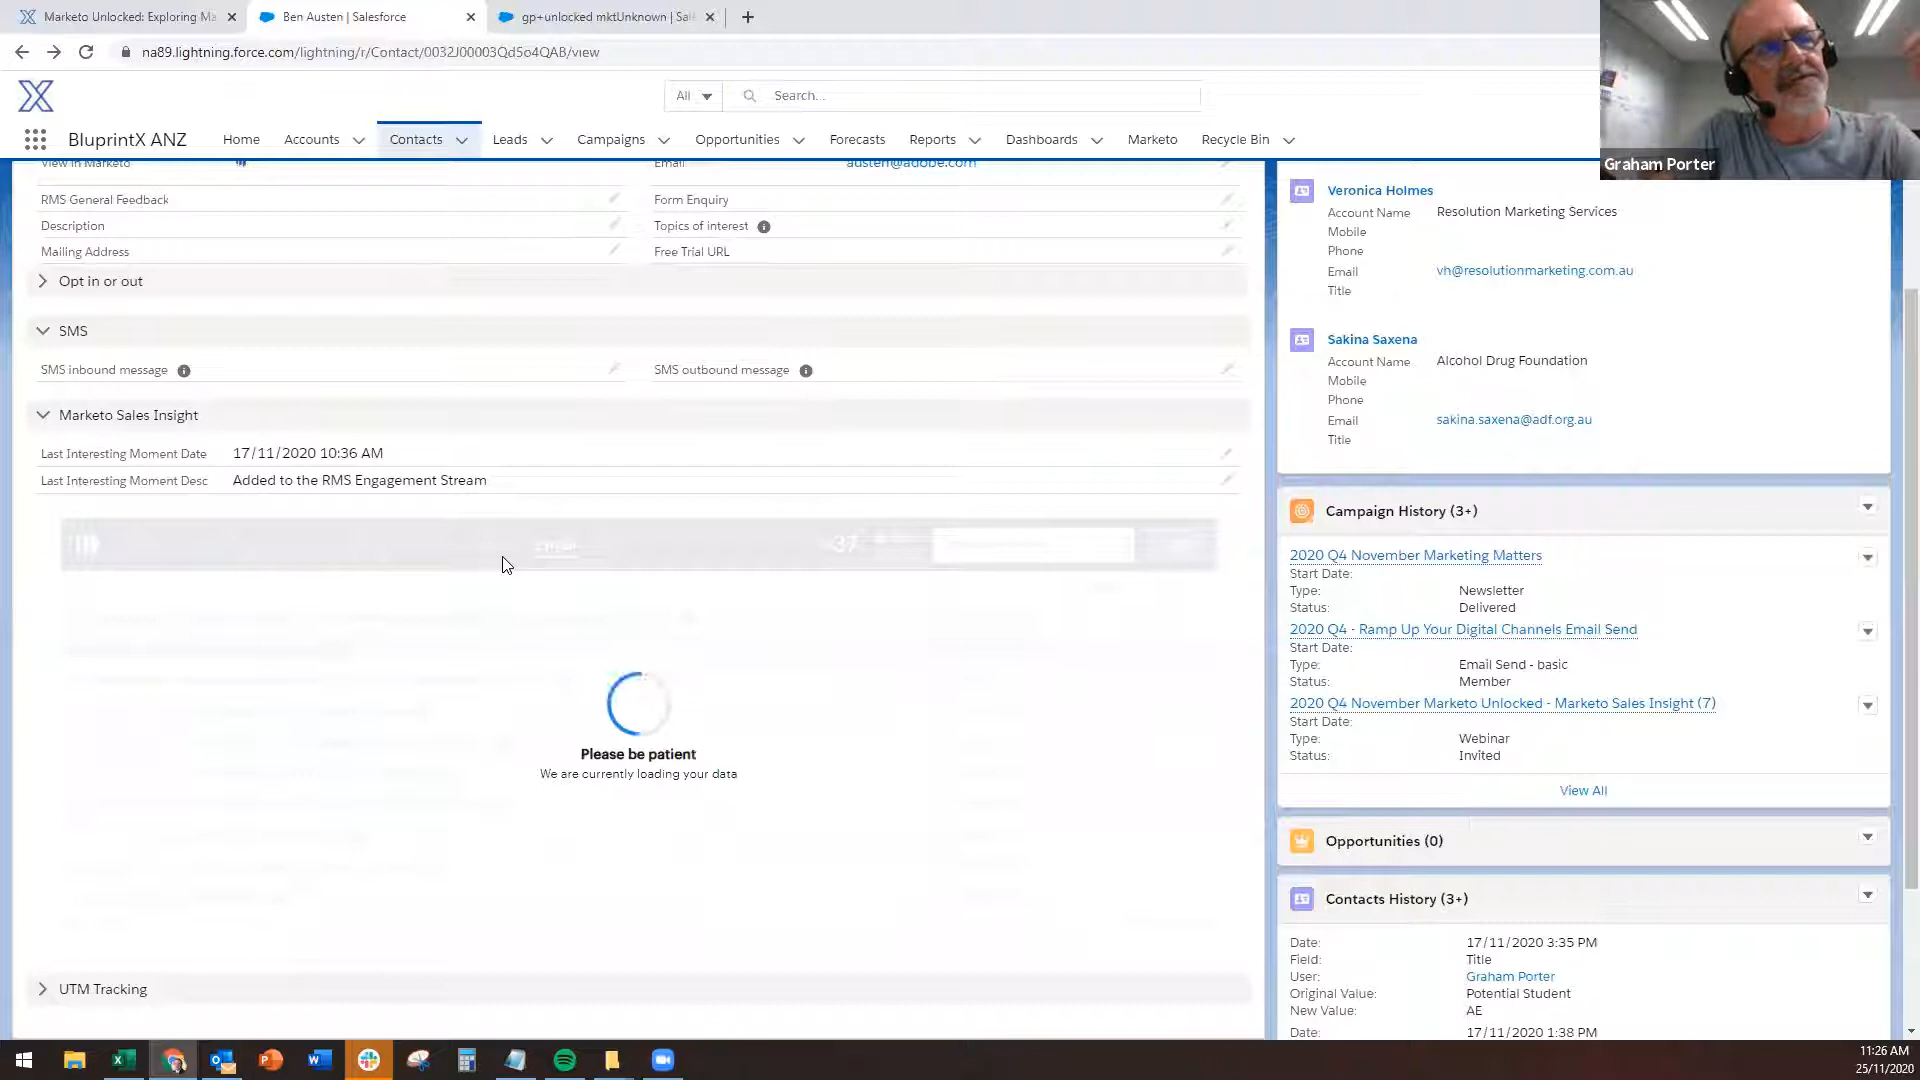 Marketo Unlocked: Exploring Ma
Ben Austen | Salesforce
gp+unlocked mktUnknown | Sal
na89.lightning.force.com/lightning/r/Contact/0032J00003Qd5o4QAB/view
All
Search...
BluprintX ANZ
Home
Accounts
Contacts
Leads
Campaigns
Opportunities
Forecasts
Reports
Dashboards
Marketo
Recycle Bin
Graham Porter
View in Marketo
Email
austen@adobe.com
RMS General Feedback
Form Enquiry
Description
Topics of interest
Mailing Address
Free Trial URL
Opt in or out
SMS
SMS inbound message
SMS outbound message
Marketo Sales Insight
Last Interesting Moment Date
17/11/2020 10:36 AM
Last Interesting Moment Desc
Added to the RMS Engagement Stream
Please be patient
We are currently loading your data
UTM Tracking
Veronica Holmes
Account Name
Resolution Marketing Services
Mobile
Phone
Email
vh@resolutionmarketing.com.au
Title
Sakina Saxena
Account Name
Alcohol Drug Foundation
Mobile
Phone
Email
sakina.saxena@adf.org.au
Title
Campaign History (3+)
2020 Q4 November Marketing Matters
Start Date:
Type:
Newsletter
Status:
Delivered
2020 Q4 - Ramp Up Your Digital Channels Email Send
Start Date:
Type:
Email Send - basic
Status:
Member
2020 Q4 November Marketo Unlocked - Marketo Sales Insight (7)
Start Date:
Type:
Webinar
Status:
Invited
View All
Opportunities (0)
Contacts History (3+)
Date:
17/11/2020 3:35 PM
Field:
Title
User:
Graham Porter
Original Value:
Potential Student
New Value:
AE
Date:
17/11/2020 1:38 PM
11:26 AM
25/11/2020